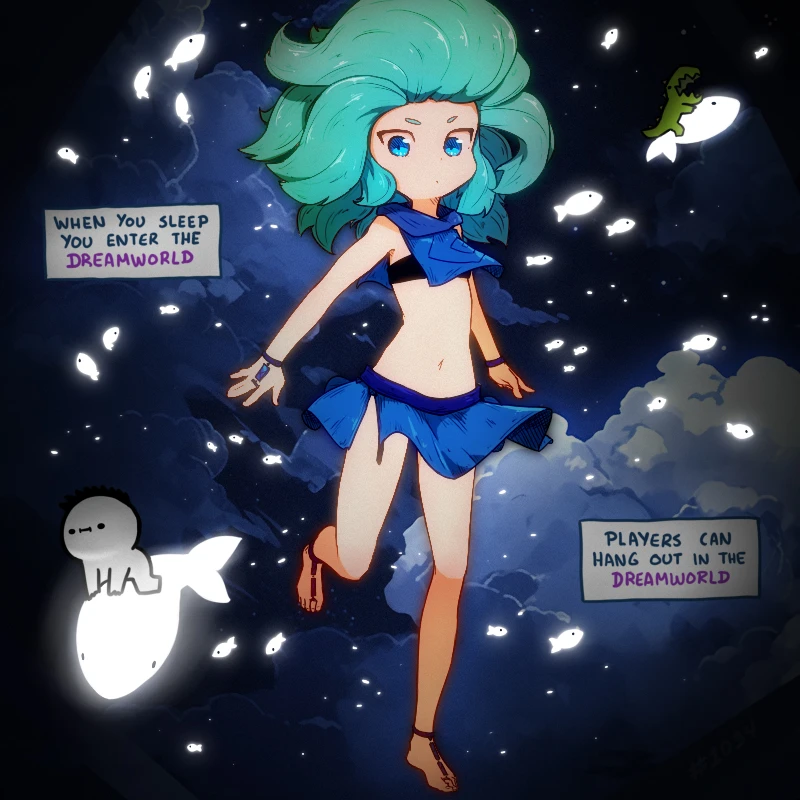 WHEN YOU SLEEP
YOU ENTER THE
DREAMWORLD
PLAYERS CAN
HANG OUT IN THE
DREAMWORLD